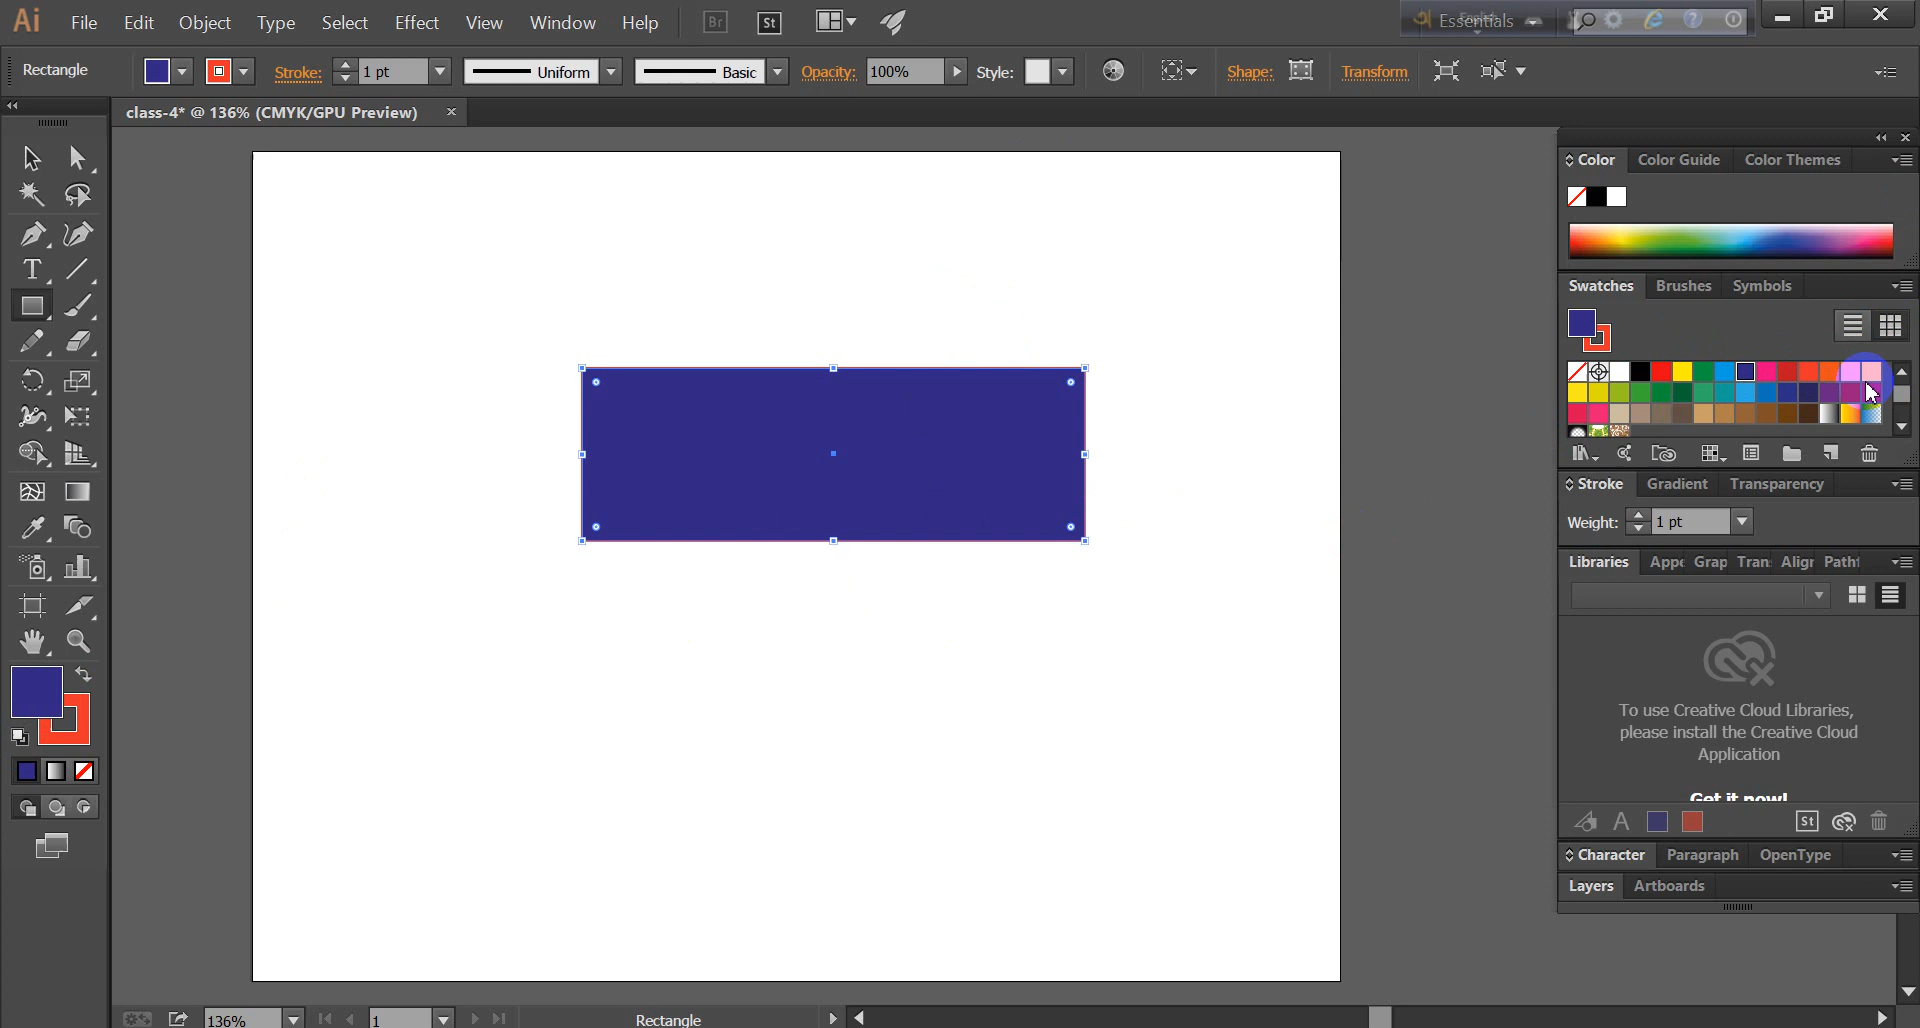 Ai File Edit Object Type Select Effect View Window Help Br St Essentials
Rectangle Stroke: 1 pt Uniform Basic Opacity: 100% Style: Shape: Transform
class-4* @ 136% (CMYK/GPU Preview)
Color Color Guide Color Themes
Swatches Brushes Symbols
Stroke Gradient Transparency
Weight: 1 pt
Libraries Appe Grap Tran Aligr Pathf
To use Creative Cloud Libraries,
please install the Creative Cloud
Application
Get it now!
A St
Character Paragraph OpenType
Layers Artboards
136% 1 Rectangle